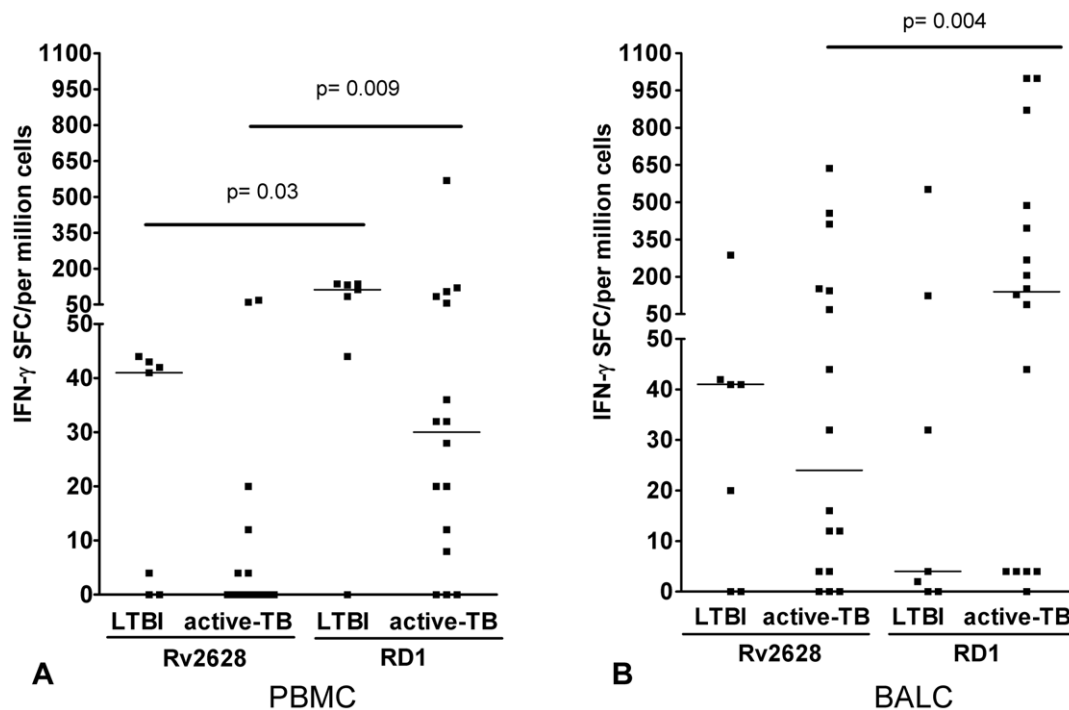 p= 0.004
p= 0.009
p= 0.03
IFN-γ SFC/per million cells
1100
950
800
650
500
350
200
50
50
40
30
20
10
0
LTBI active-TB LTBI active-TB
Rv2628 RD1
A PBMC
IFN-γ SFC/per million cells
1100
950
800
650
500
350
200
50
50
40
30
20
10
0
LTBI active-TB LTBI active-TB
Rv2628 RD1
B BALC